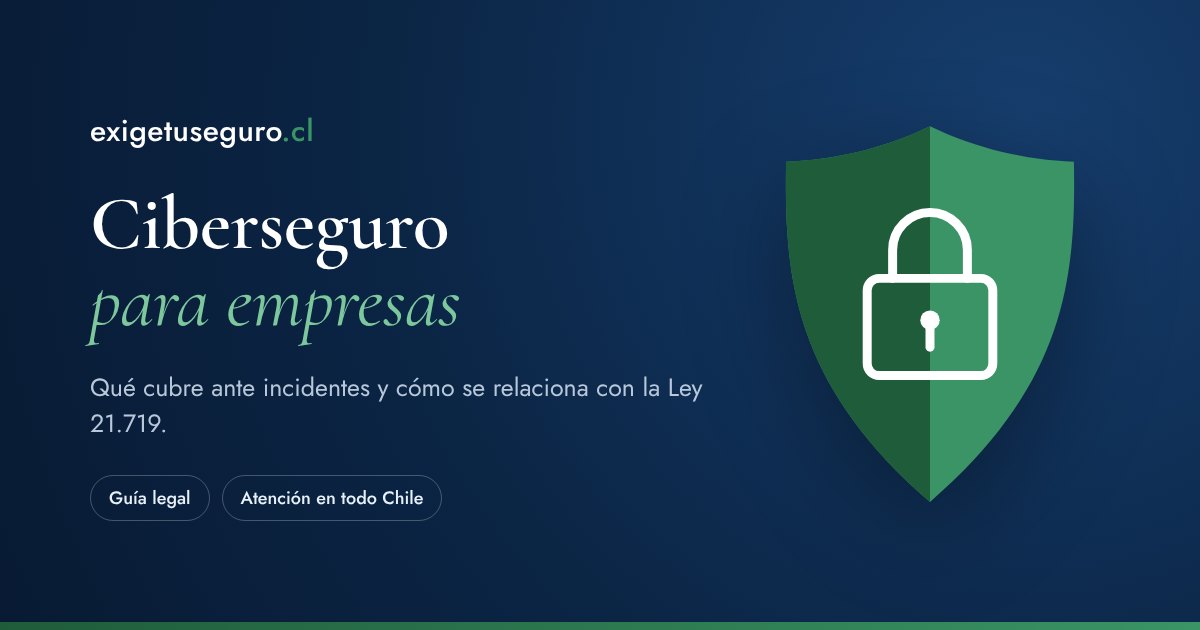 exigetuseguro.cl
Ciberseguro
para empresas
Qué cubre ante incidentes y cómo se relaciona con la Ley
21.719.
Guía legal
Atención en todo Chile